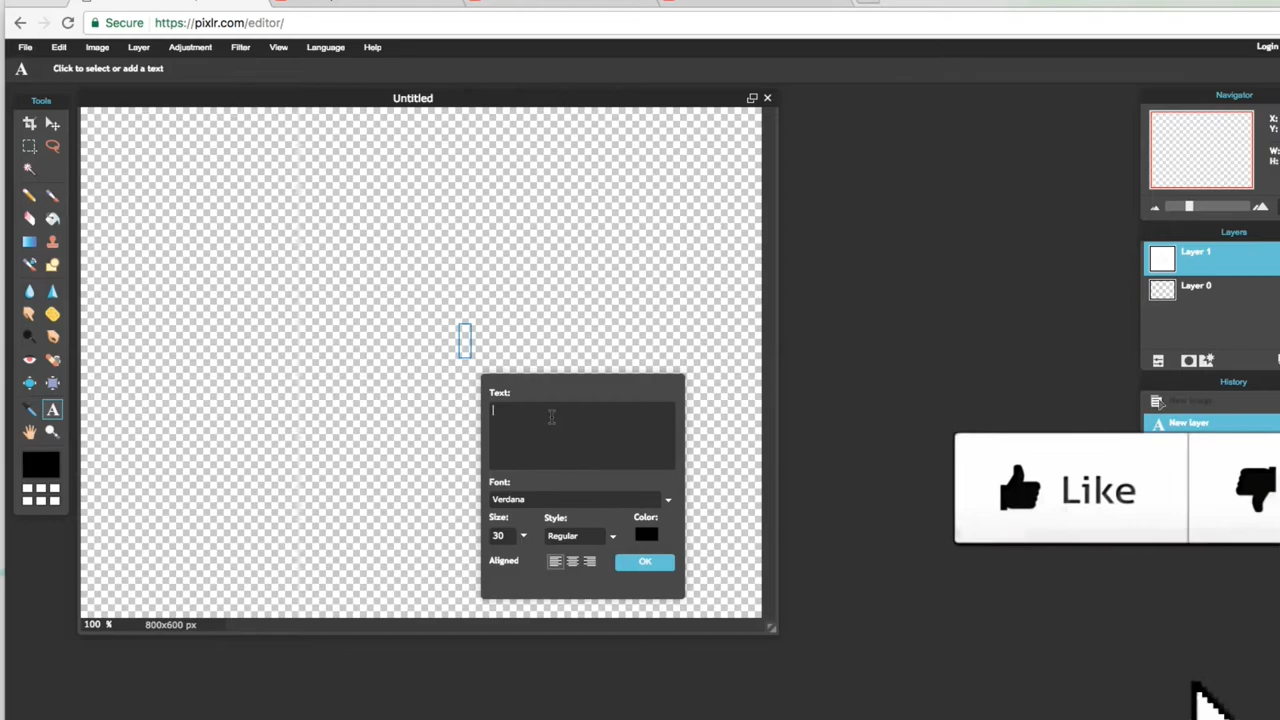 Secure https://pixlr.com/editor/
File Edit Image Layer Adjustment Filter View Language Help
Login
A Click to select or add a text
Tools
Untitled
Navigator
X:
Y:
W:
H:
Layers
Layer 1
Layer 0
History
New image
A New layer
A
Text:
Font:
Verdana
Size: Style: Color:
30 Regular
Aligned OK
Like
100 % 800x600 px